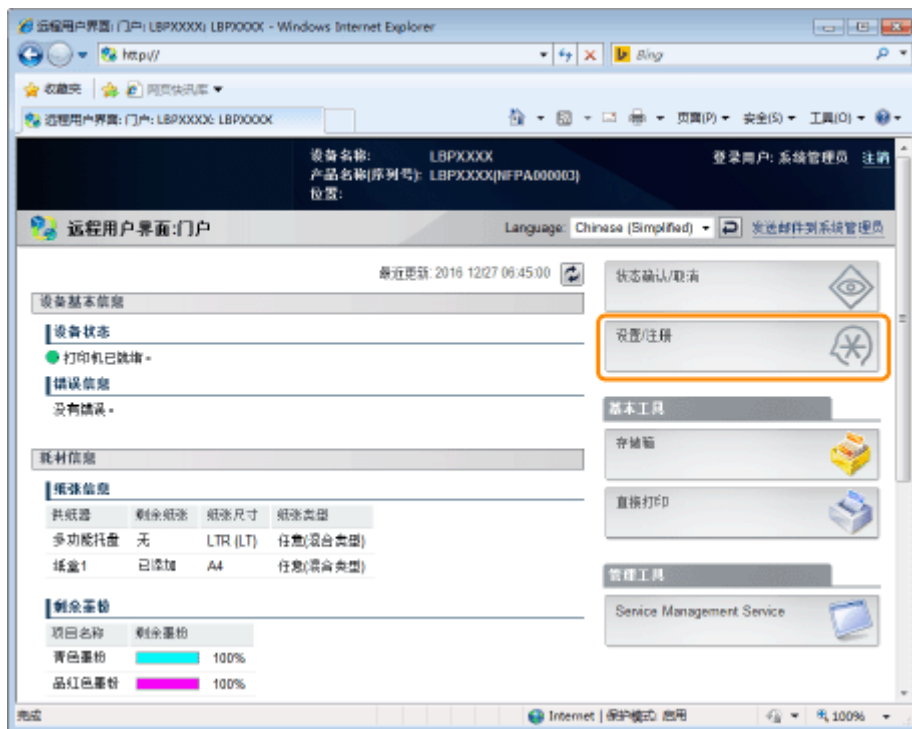 远程用户界面: 门户: LBPXXXX: LBPXXXX - Windows Internet Explorer
http://
Bing
收藏夹 网页快讯库
远程用户界面: 门户: LBPXXXX: LBPXXXX
页面(P) 安全(S) 工具(O)
设备名称: LBPXXXX
产品名称(序列号): LBPXXXX(NFPA000003)
位置:
登录用户: 系统管理员 注销
远程用户界面:门户
Language: Chinese (Simplified) 发送邮件到系统管理员
最近更新: 2016 12/27 06:45:00
设备基本信息
设备状态
打印机已就绪。
错误信息
没有错误。
耗材信息
纸张信息
供纸器 剩余纸张 纸张尺寸 纸张类型
多功能托盘 无 LTR (LT) 任意(混合类型)
纸盒1 已添加 A4 任意(混合类型)
剩余墨粉
项目名称 剩余墨粉
青色墨粉 100%
品红色墨粉 100%
状态确认/取消
设置/注册
基本工具
存储箱
直接打印
管理工具
Service Management Service
完成
Internet | 保护模式: 启用
100%